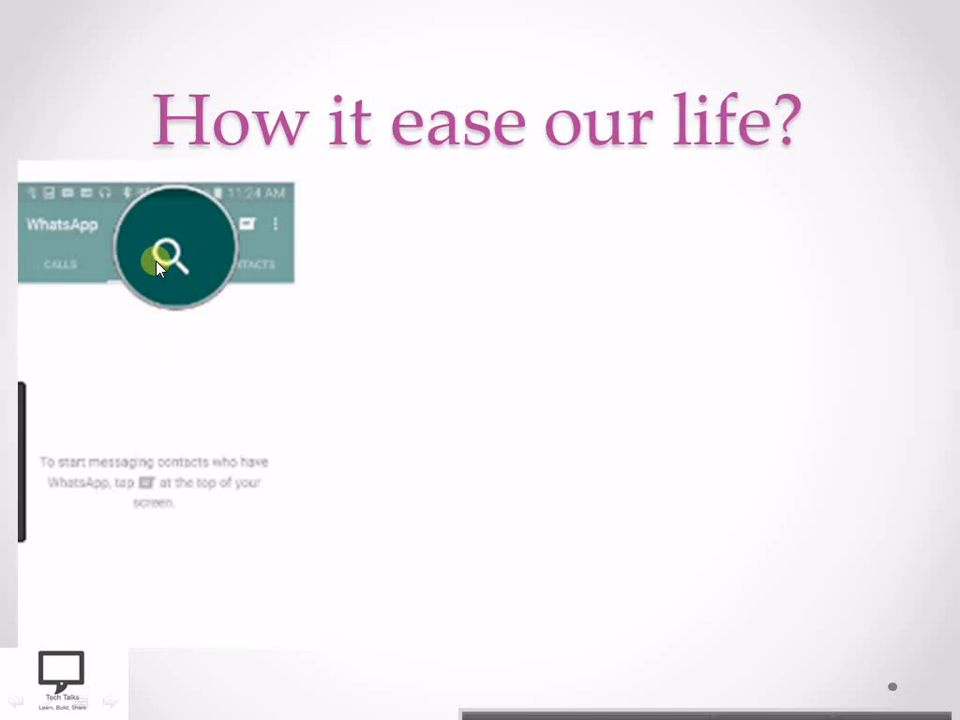 How it ease our life?
11:24 AM
WhatsApp
CALLS
To start messaging contacts who have
WhatsApp, tap at the top of your
screen.
Tech Talks
Learn, Build, Share